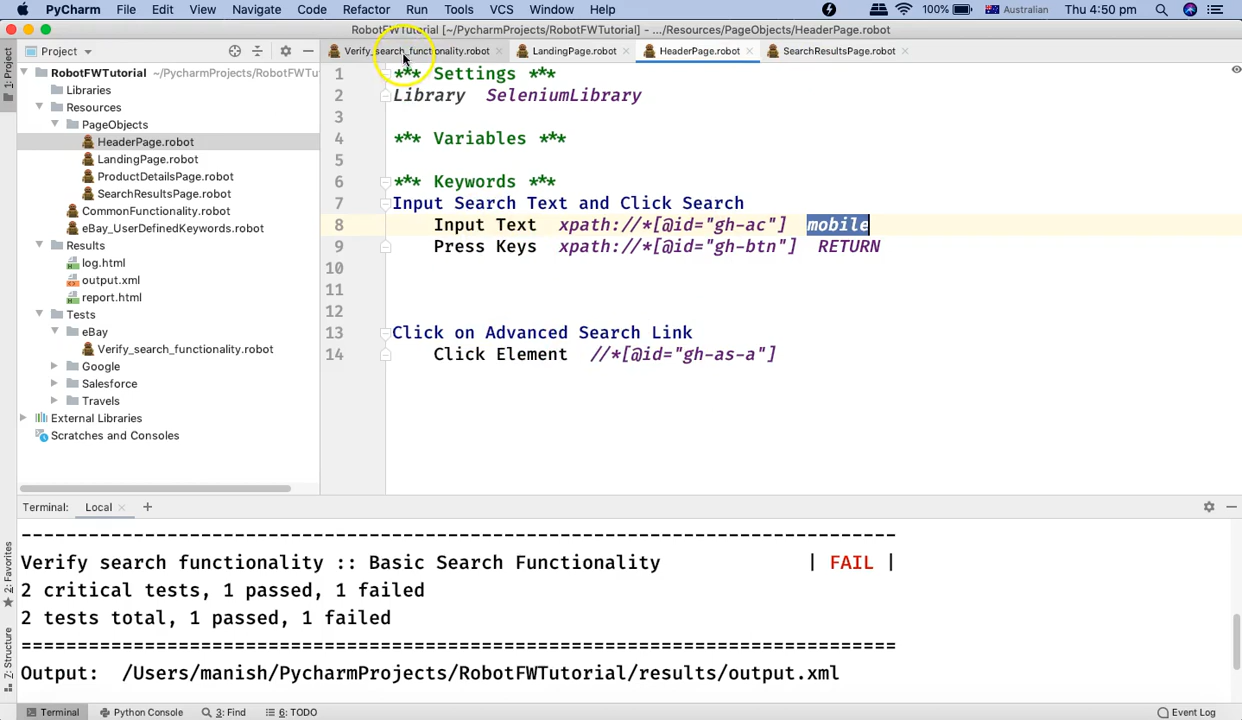 PyCharm File Edit View Navigate Code Refactor Run Tools VCS Window Help 100% Australian Thu 4:50 pm
RobotFWTutorial [~/PycharmProjects/RobotFWTutorial] - .../Resources/PageObjects/HeaderPage.robot
Project
Verify_search_functionality.robot LandingPage.robot HeaderPage.robot SearchResultsPage.robot
1: Project
RobotFWTutorial ~/PycharmProjects/RobotFWTu
Libraries
Resources
PageObjects
HeaderPage.robot
LandingPage.robot
ProductDetailsPage.robot
SearchResultsPage.robot
CommonFunctionality.robot
eBay_UserDefinedKeywords.robot
Results
log.html
output.xml
report.html
Tests
eBay
Verify_search_functionality.robot
Google
Salesforce
Travels
External Libraries
Scratches and Consoles
1 *** Settings ***
2 Library SeleniumLibrary
3
4 *** Variables ***
5
6 *** Keywords ***
7 Input Search Text and Click Search
8 Input Text xpath://*[@id="gh-ac"] mobile
9 Press Keys xpath://*[@id="gh-btn"] RETURN
10
11
12
13 Click on Advanced Search Link
14 Click Element //*[@id="gh-as-a"]
Terminal: Local +
2: Favorites
7: Structure
------------------------------------------------------------------------------
Verify search functionality :: Basic Search Functionality | FAIL |
2 critical tests, 1 passed, 1 failed
2 tests total, 1 passed, 1 failed
==============================================================================
Output: /Users/manish/PycharmProjects/RobotFWTutorial/results/output.xml
Terminal Python Console 3: Find 6: TODO Event Log